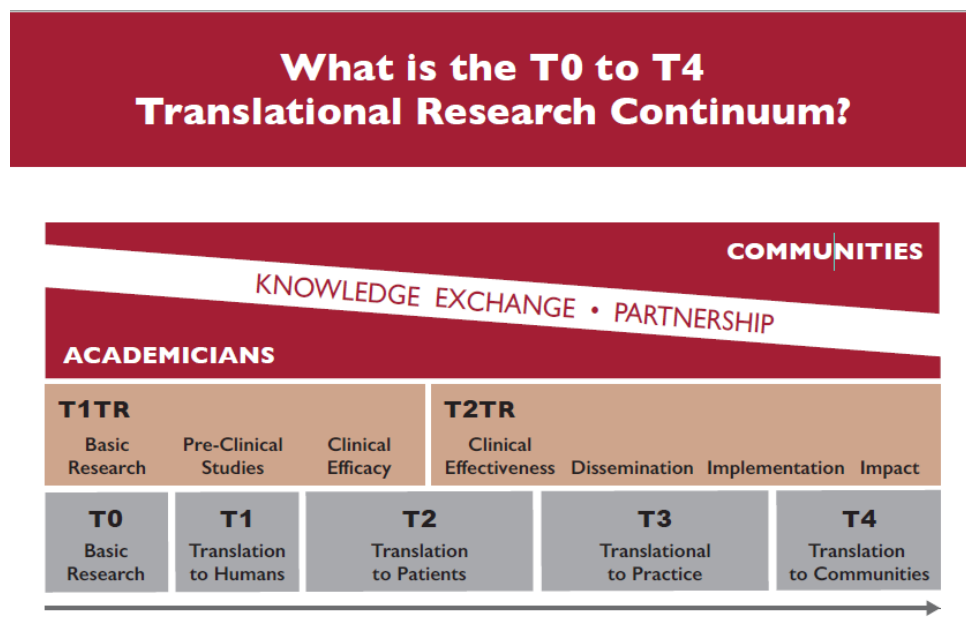 What is the T0 to T4
Translational Research Continuum?
COMMUNITIES
KNOWLEDGE EXCHANGE • PARTNERSHIP
ACADEMICIANS
T1TR
Basic
Research
Pre-Clinical
Studies
Clinical
Efficacy
T2TR
Clinical
Effectiveness
Dissemination
Implementation
Impact
T0
Basic
Research
T1
Translation
to Humans
T2
Translation
to Patients
T3
Translational
to Practice
T4
Translation
to Communities